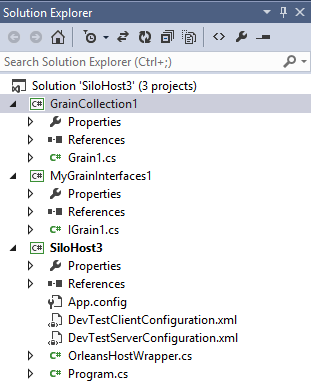 Solution Explorer
Search Solution Explorer (Ctrl+;)
Solution 'SiloHost3' (3 projects)
C# GrainCollection1
Properties
References
C# Grain1.cs
C# MyGrainInterfaces1
Properties
References
C# IGrain1.cs
C# SiloHost3
Properties
References
App.config
DevTestClientConfiguration.xml
DevTestServerConfiguration.xml
C# OrleansHostWrapper.cs
C# Program.cs